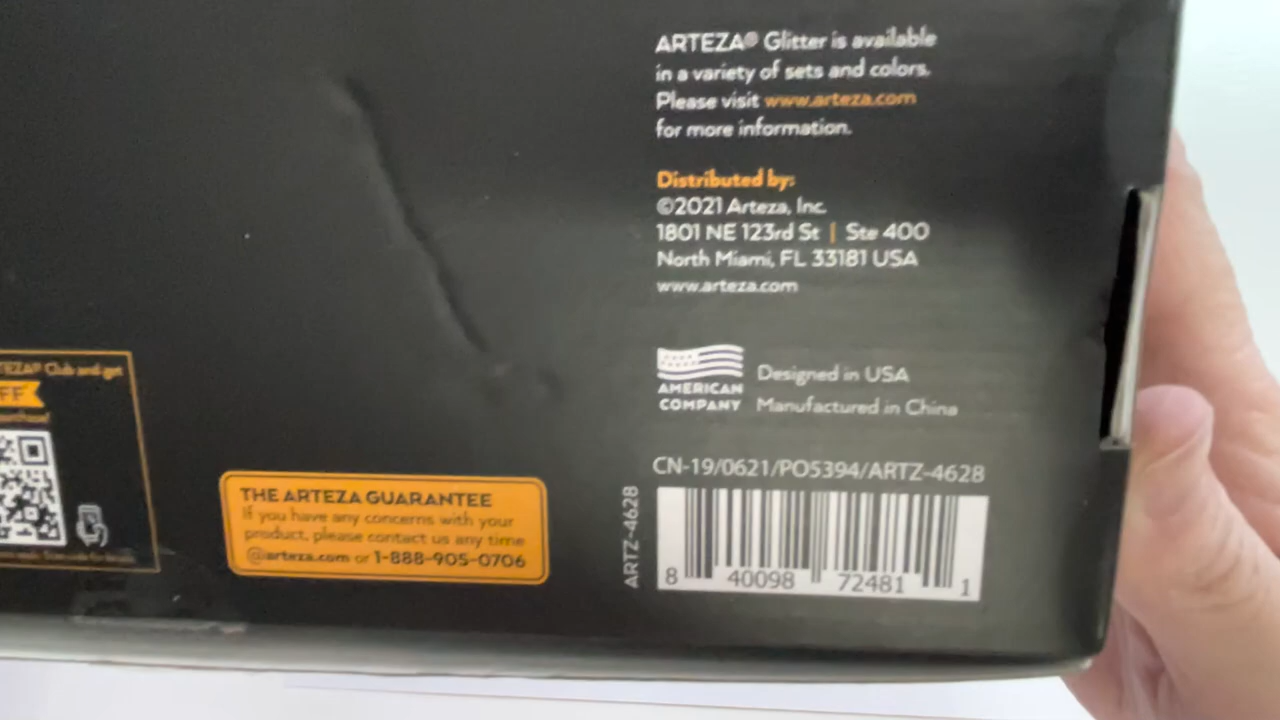 ARTEZA® Glitter is available
in a variety of sets and colors.
Please visit www.arteza.com
for more information.
Distributed by:
©2021 Arteza, Inc.
1801 NE 123rd St | Ste 400
North Miami, FL 33181 USA
www.arteza.com
AMERICAN
COMPANY
Designed in USA
Manufactured in China
CN-19/0621/PO5394/ARTZ-4628
ARTZ-4628
8 40098 72481 1
Club and get
THE ARTEZA GUARANTEE
If you have any concerns with your
product, please contact us any time
@arteza.com or 1-888-905-0706